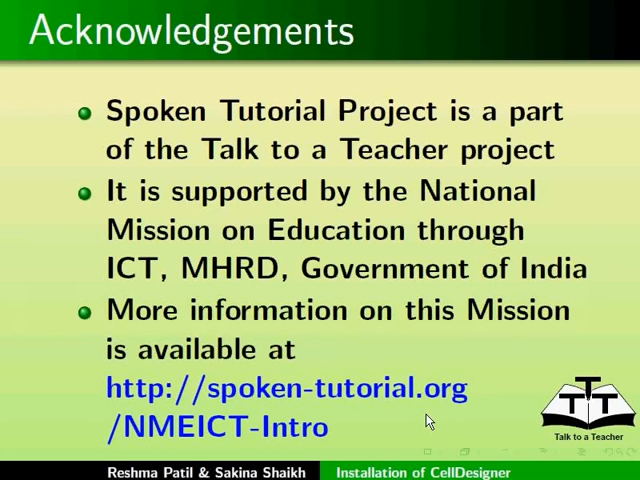 Acknowledgements
Spoken Tutorial Project is a part
of the Talk to a Teacher project
It is supported by the National
Mission on Education through
ICT, MHRD, Government of India
More information on this Mission
is available at
http://spoken-tutorial.org
/NMEICT-Intro
TTT
Talk to a Teacher
Reshma Patil & Sakina Shaikh
Installation of CellDesigner